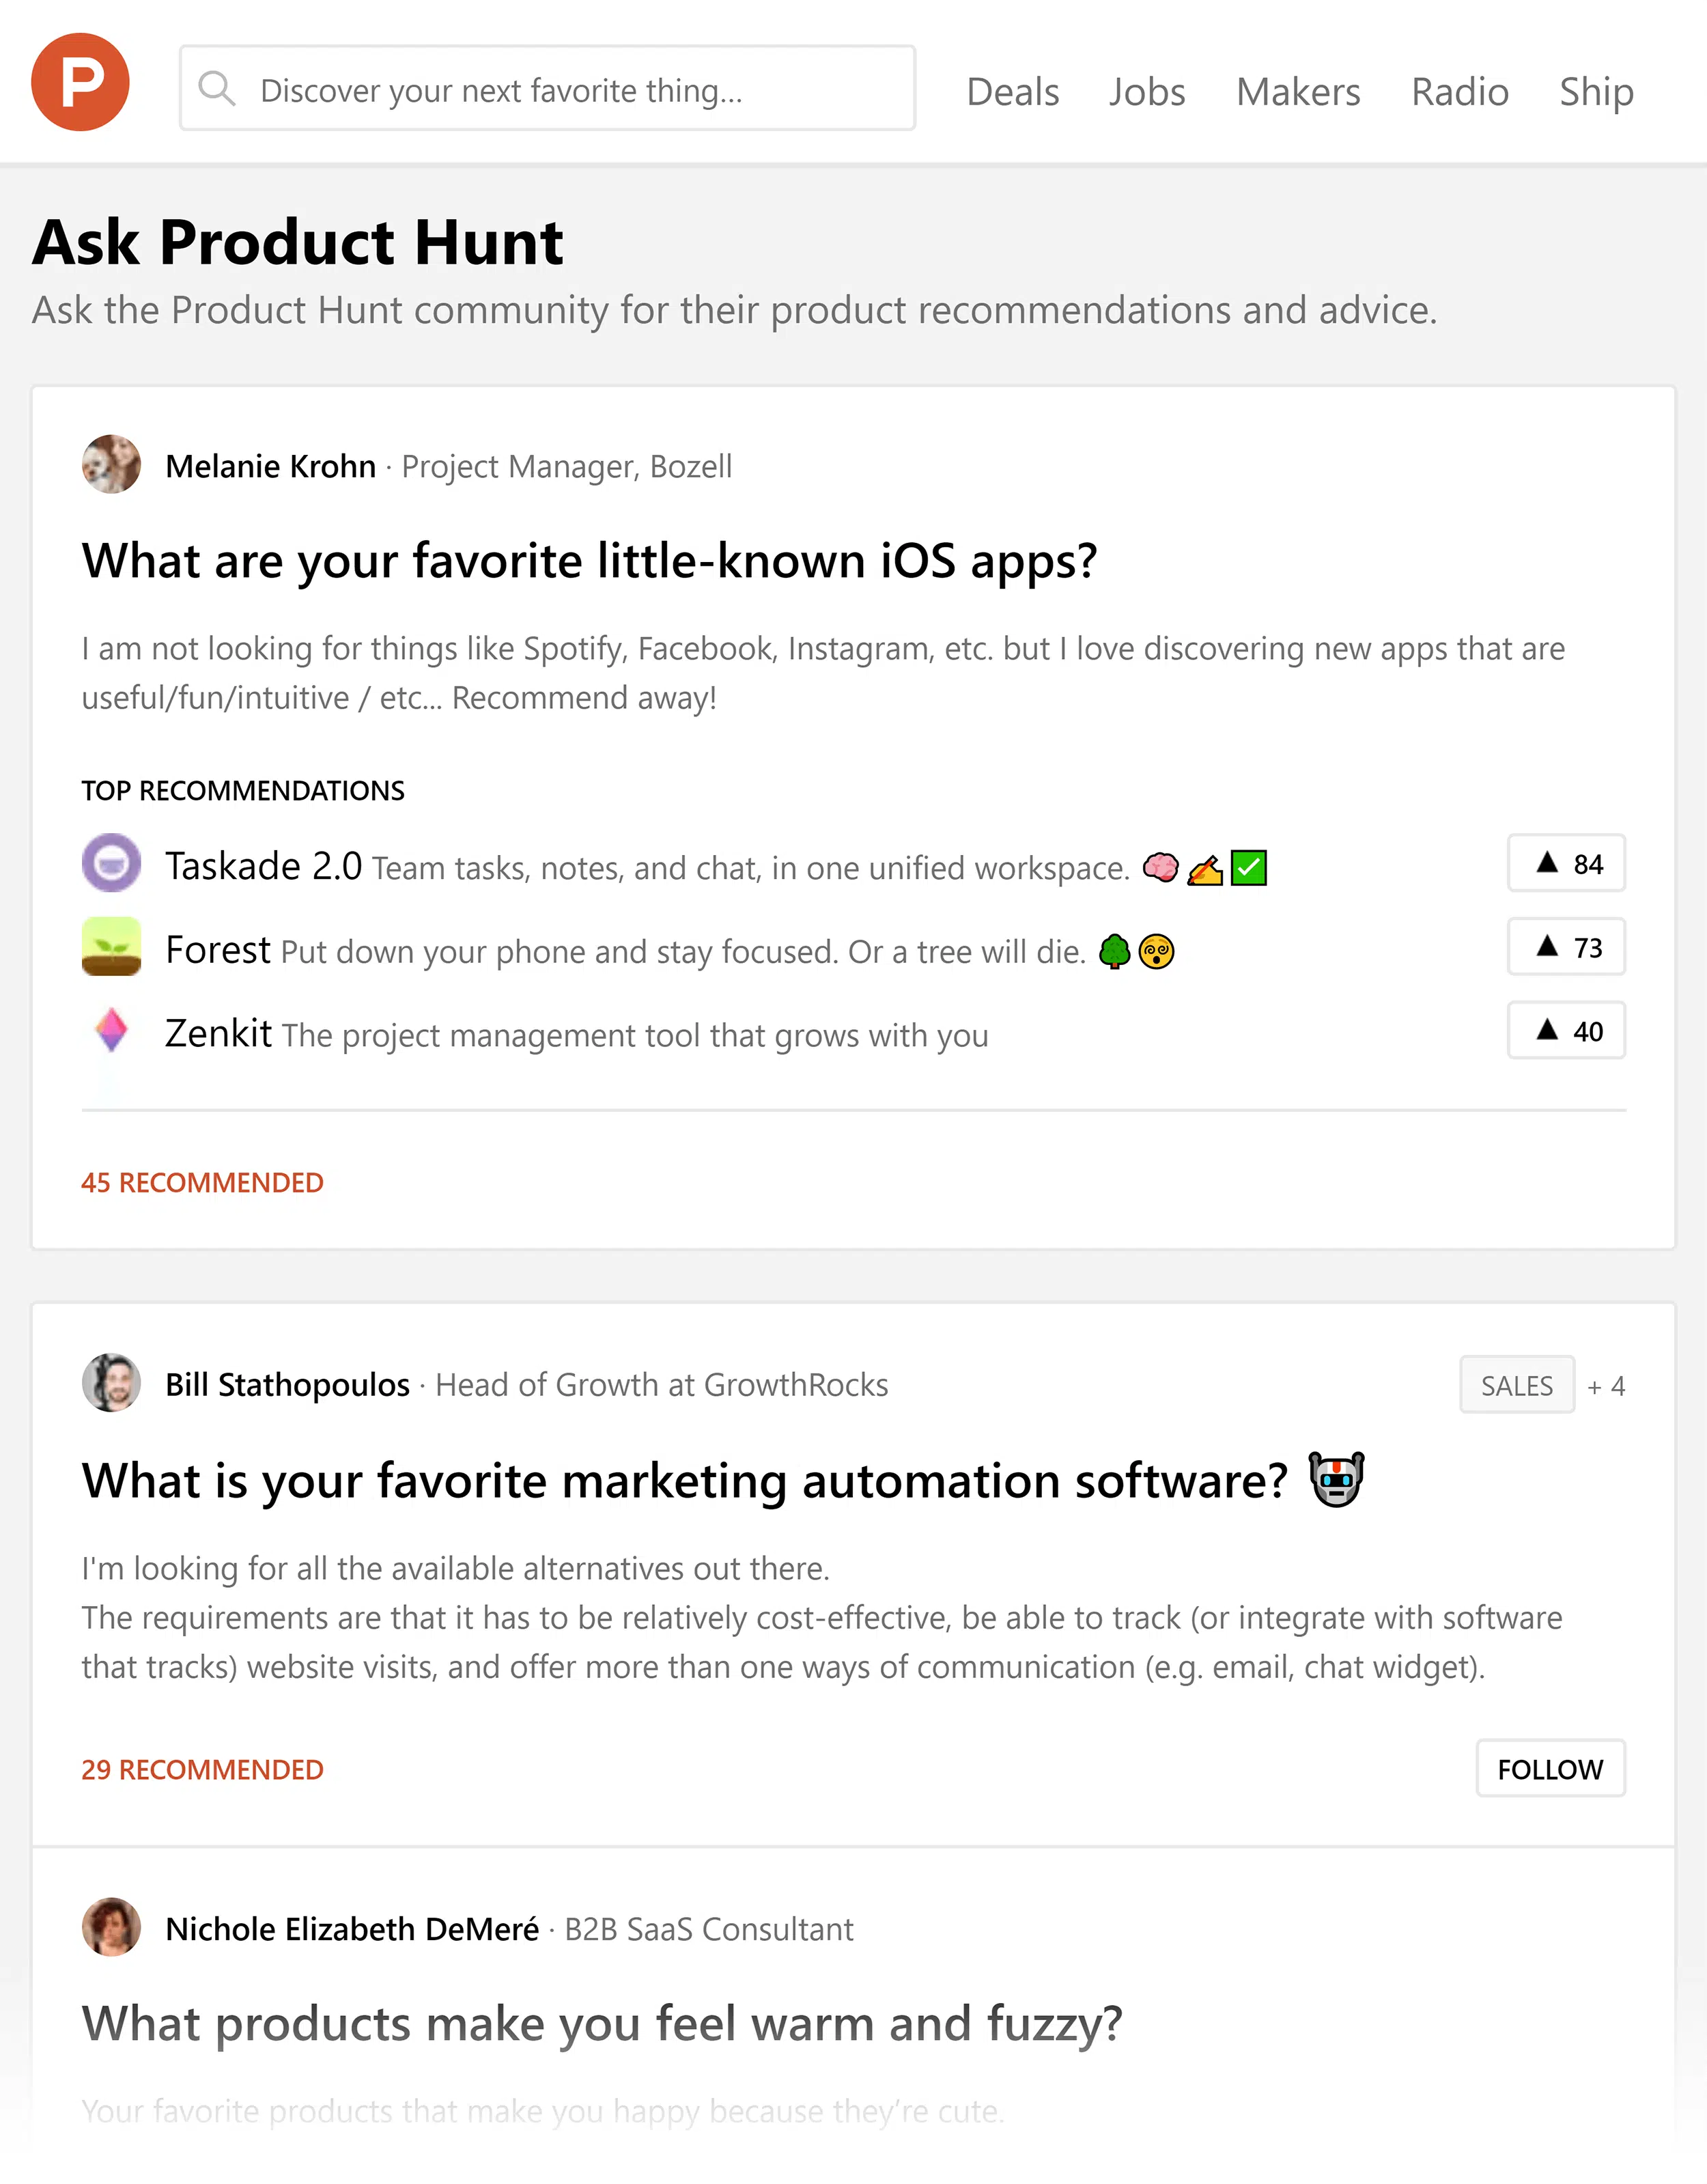 P
Discover your next favorite thing...
Deals
Jobs
Makers
Radio
Ship
Ask Product Hunt
Ask the Product Hunt community for their product recommendations and advice.
Melanie Krohn · Project Manager, Bozell
What are your favorite little-known iOS apps?
I am not looking for things like Spotify, Facebook, Instagram, etc. but I love discovering new apps that are
useful/fun/intuitive / etc... Recommend away!
TOP RECOMMENDATIONS
Taskade 2.0 Team tasks, notes, and chat, in one unified workspace. 🧠✍️✅
▲ 84
Forest Put down your phone and stay focused. Or a tree will die. 🌳😵
▲ 73
Zenkit The project management tool that grows with you
▲ 40
45 RECOMMENDED
Bill Stathopoulos · Head of Growth at GrowthRocks
SALES + 4
What is your favorite marketing automation software? 🤖
I'm looking for all the available alternatives out there.
The requirements are that it has to be relatively cost-effective, be able to track (or integrate with software
that tracks) website visits, and offer more than one ways of communication (e.g. email, chat widget).
29 RECOMMENDED
FOLLOW
Nichole Elizabeth DeMeré · B2B SaaS Consultant
What products make you feel warm and fuzzy?
Your favorite products that make you happy because they’re cute.